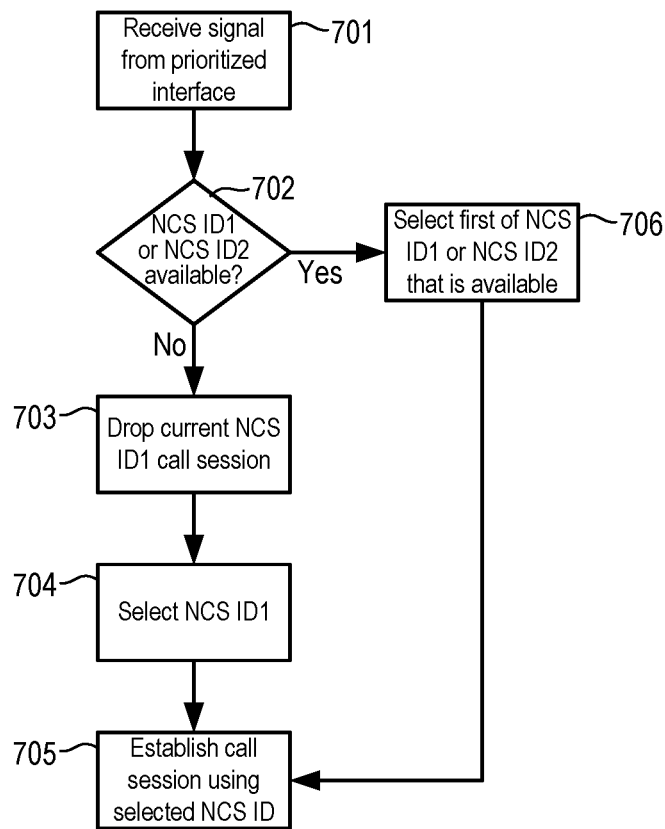 Receive signal
from prioritized
interface
701
702
NCS ID1
or NCS ID2
available?
Yes
No
Select first of NCS
ID1 or NCS ID2
that is available
706
703
Drop current NCS
ID1 call session
704
Select NCS ID1
705
Establish call
session using
selected NCS ID